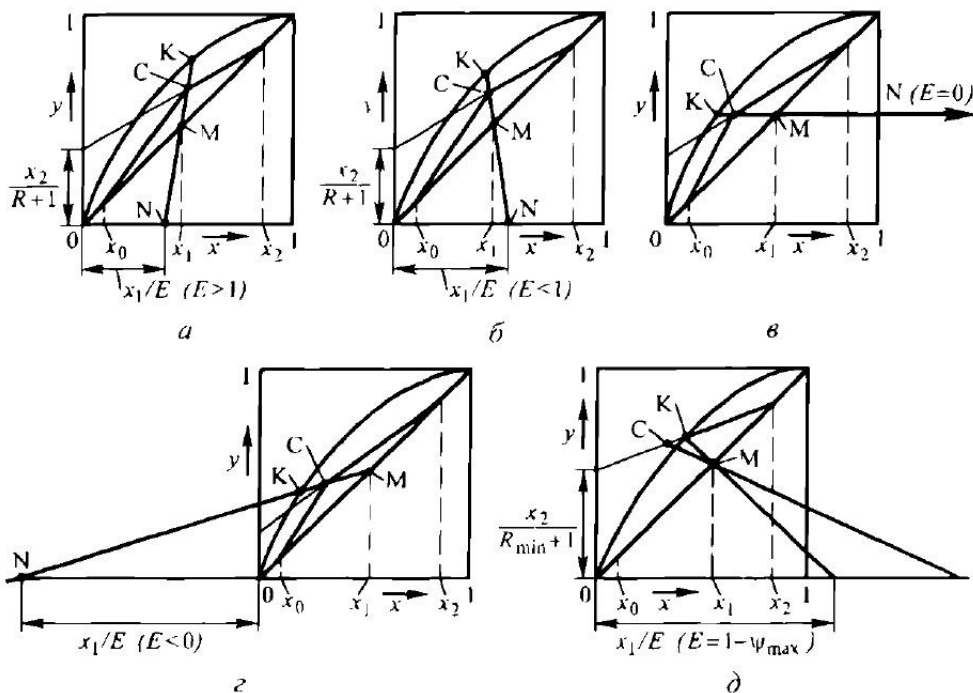 1
K
C
y
M
x₂
R+1
N
0
x₀
x₁
x
x₂
1
x₁/E (E>1)
а
1
K
C
y
M
x₂
R+1
N
0
x₀
x₁
x
x₂
1
x₁/E (E<1)
б
1
C
y
K
N (E=0)
M
0
x₀
x₁
x
x₂
1
в
1
y
C
K
M
N
0
x₀
x₁
x
x₂
1
x₁/E (E<0)
г
1
K
y
C
M
x₂
Rmin+1
0
x₀
x₁
x
x₂
1
x₁/E (E=1−ψmax)
д